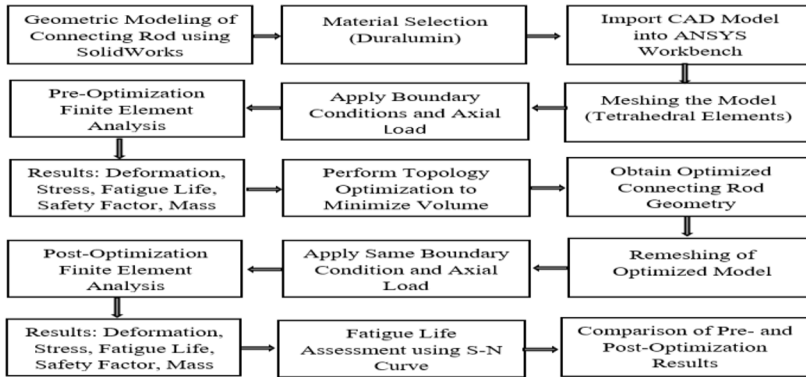 Geometric Modeling of
Connecting Rod using
SolidWorks
Material Selection
(Duralumin)
Import CAD Model
into ANSYS
Workbench
Meshing the Model
(Tetrahedral Elements)
Apply Boundary
Conditions and Axial
Load
Pre-Optimization
Finite Element
Analysis
Results: Deformation,
Stress, Fatigue Life,
Safety Factor, Mass
Perform Topology
Optimization to
Minimize Volume
Obtain Optimized
Connecting Rod
Geometry
Remeshing of
Optimized Model
Apply Same Boundary
Condition and Axial
Load
Post-Optimization
Finite Element
Analysis
Results: Deformation,
Stress, Fatigue Life,
Safety Factor, Mass
Fatigue Life
Assessment using S-N
Curve
Comparison of Pre- and
Post-Optimization
Results